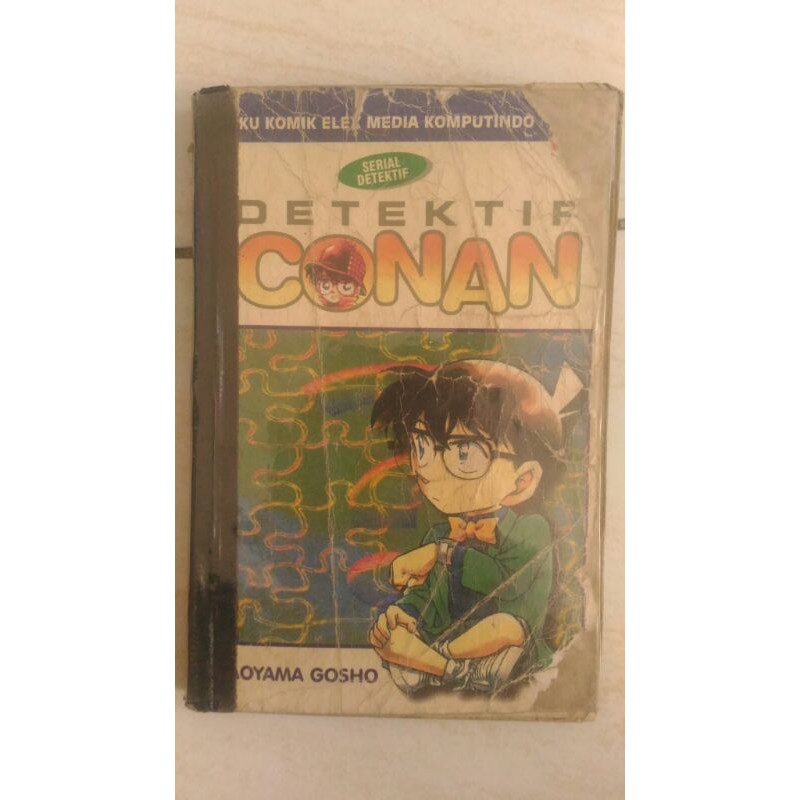 KU KOMIK ELEX MEDIA KOMPUTINDO
SERIAL
DETEKTIF
DETEKTIF
CONAN
AOYAMA GOSHO